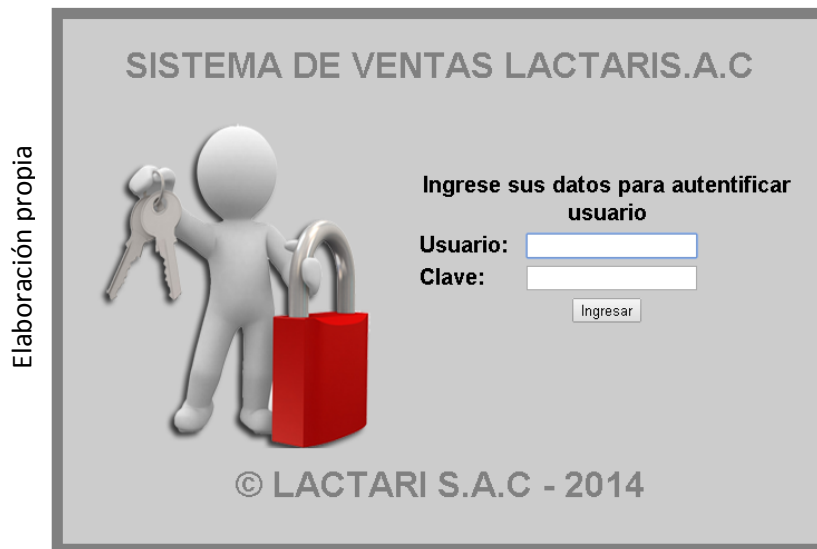 SISTEMA DE VENTAS LACTARIS.A.C
Elaboración propia
Ingrese sus datos para autentificar
usuario
Usuario:
Clave:
Ingresar
© LACTARI S.A.C - 2014